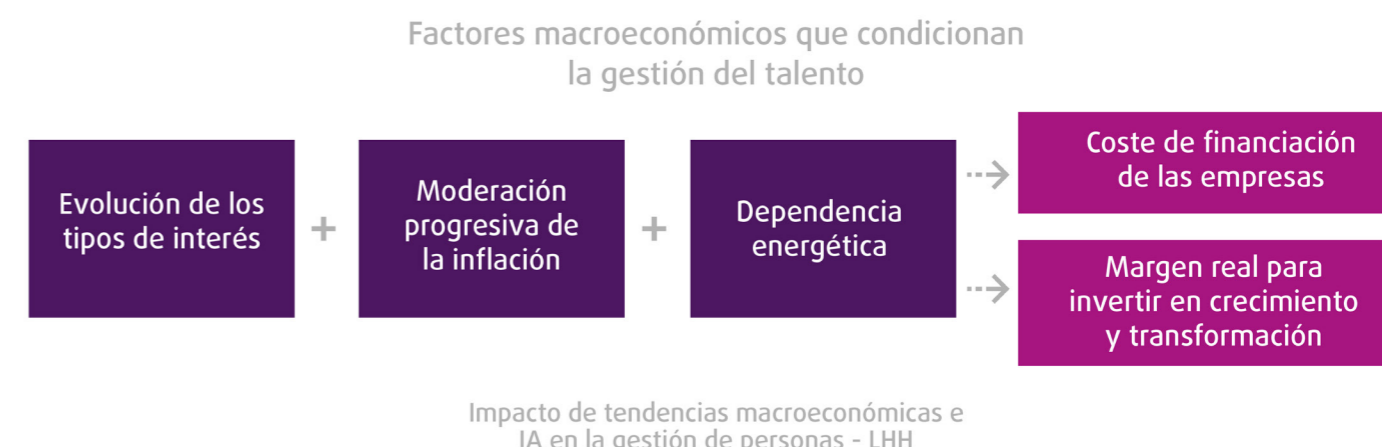 Factores macroeconómicos que condicionan
la gestión del talento
Evolución de los
tipos de interés
+
Moderación
progresiva de
la inflación
+
Dependencia
energética
Coste de financiación
de las empresas
Margen real para
invertir en crecimiento
y transformación
Impacto de tendencias macroeconómicas e
IA en la gestión de personas - LHH